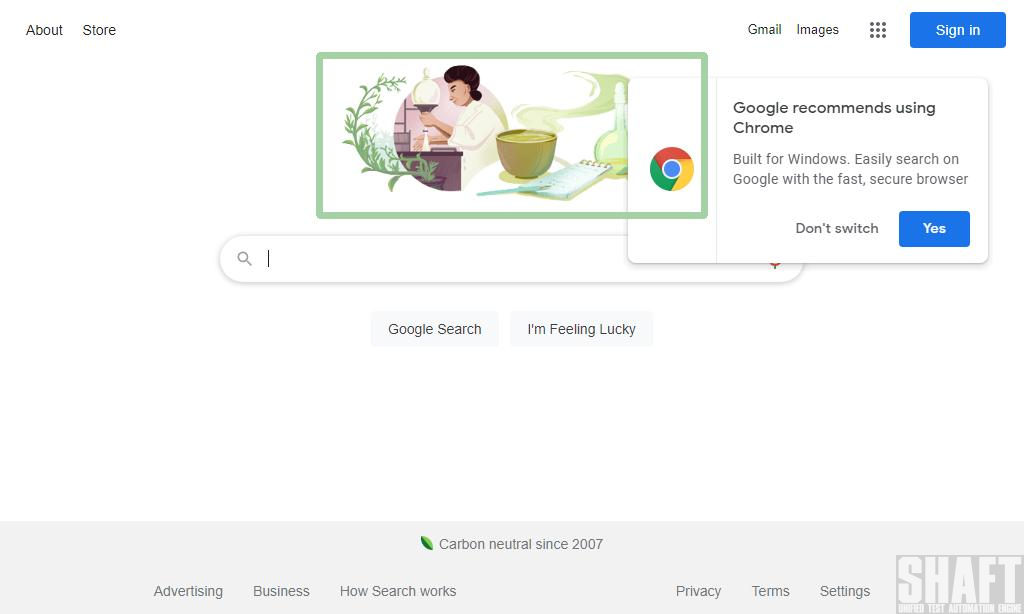 About Store Gmail Images Sign in
Google recommends using
Chrome
Built for Windows. Easily search on
Google with the fast, secure browser
Don't switch Yes
Google Search I'm Feeling Lucky
Carbon neutral since 2007
Advertising Business How Search works Privacy Terms Settings
SHAFT
UNIFIED TEST AUTOMATION ENGINE